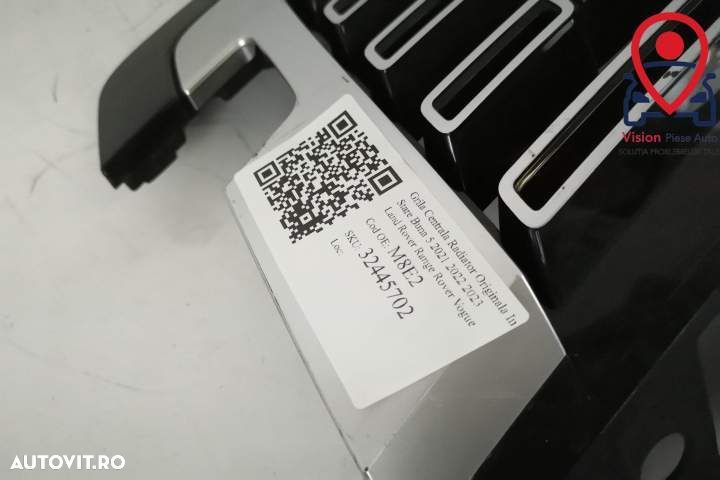 Grila Centrala Radiator Originala In
Stare Buna 5 2021 2022 2023
Land Rover Range Rover Vogue
Cod OE: M8E2
SKU: 32445702
Loc:
Vision Piese Auto
AUTOVIT.RO